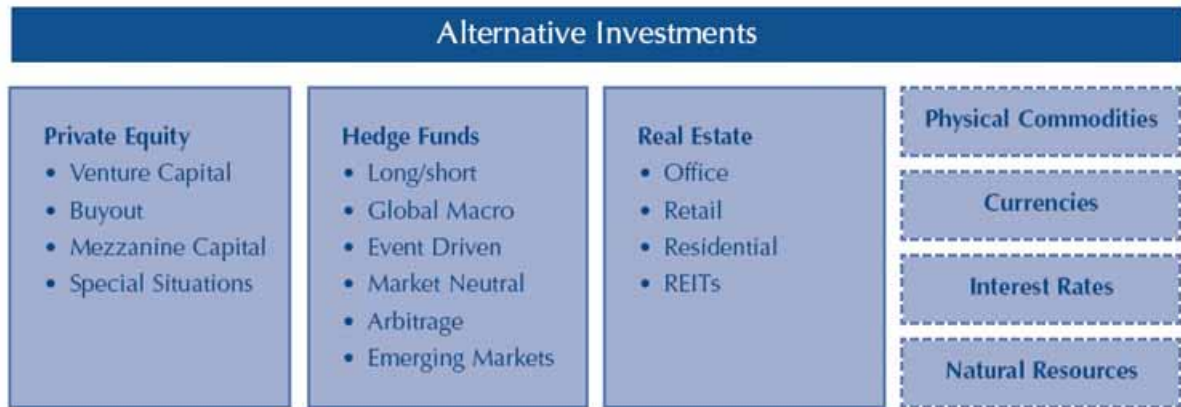 Alternative Investments
Private Equity
• Venture Capital
• Buyout
• Mezzanine Capital
• Special Situations
Hedge Funds
• Long/short
• Global Macro
• Event Driven
• Market Neutral
• Arbitrage
• Emerging Markets
Real Estate
• Office
• Retail
• Residential
• REITs
Physical Commodities
Currencies
Interest Rates
Natural Resources